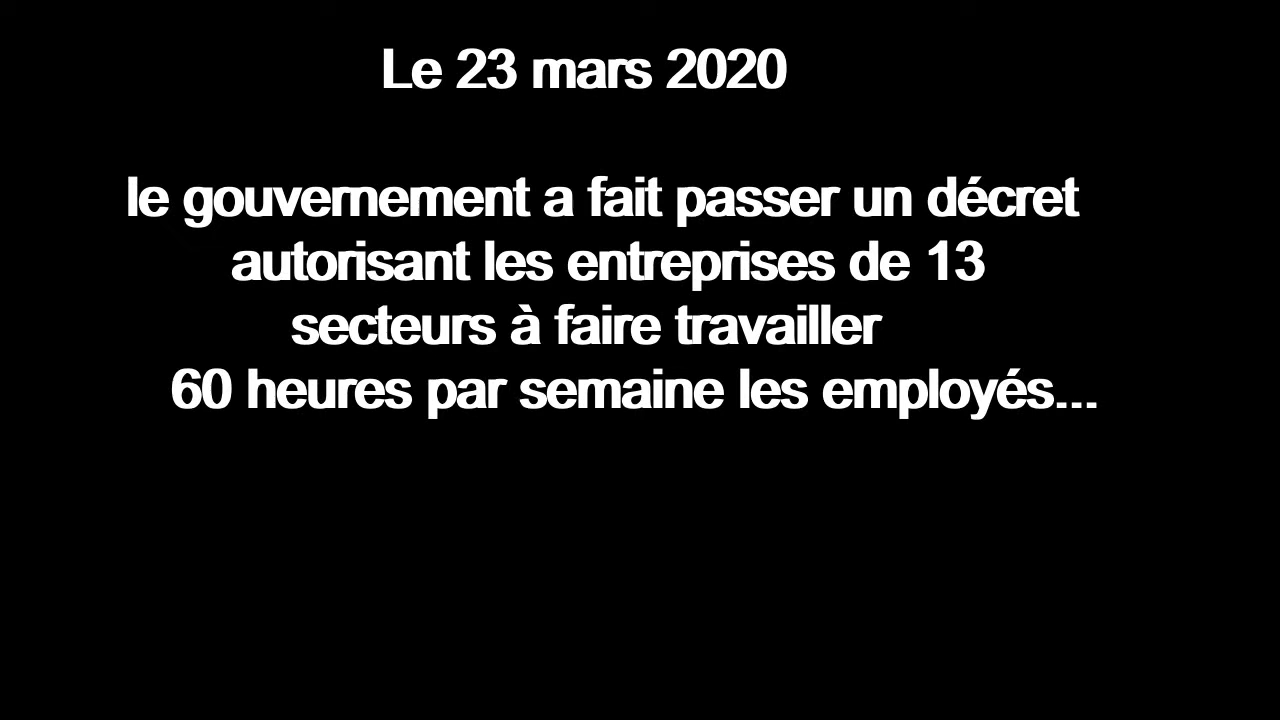 Le 23 mars 2020
le gouvernement a fait passer un décret
autorisant les entreprises de 13
secteurs à faire travailler
60 heures par semaine les employés...